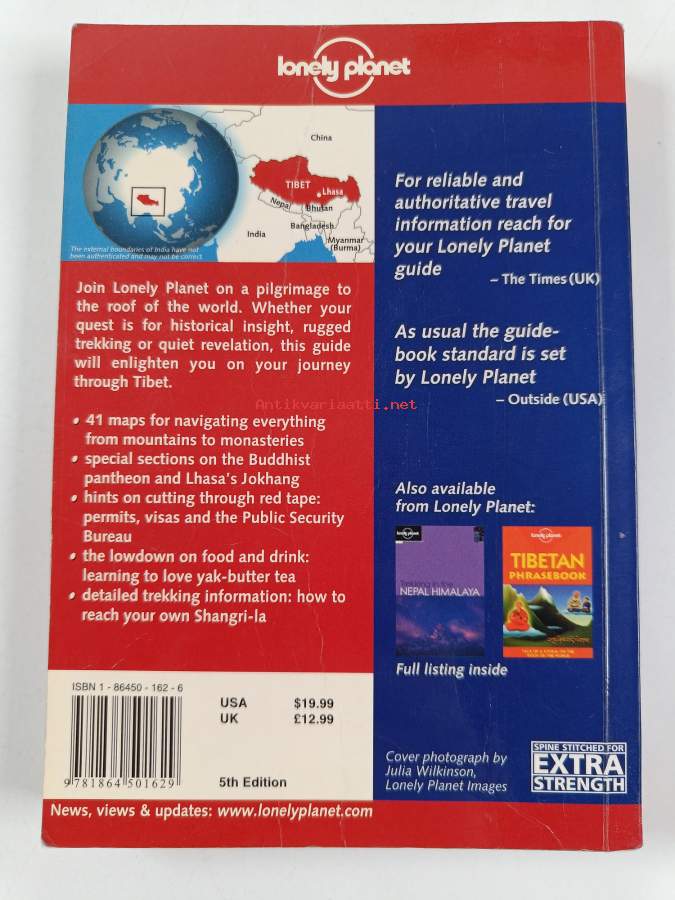 lonely planet
China
TIBET
Lhasa
Nepal
Bhutan
Bangladesh
India
Myanmar
(Burma)
The external boundaries of India have not
been authenticated and may not be correct
Join Lonely Planet on a pilgrimage to
the roof of the world. Whether your
quest is for historical insight, rugged
trekking or quiet revelation, this guide
will enlighten you on your journey
through Tibet.
• 41 maps for navigating everything
from mountains to monasteries
• special sections on the Buddhist
pantheon and Lhasa's Jokhang
• hints on cutting through red tape:
permits, visas and the Public Security
Bureau
• the lowdown on food and drink:
learning to love yak-butter tea
• detailed trekking information: how to
reach your own Shangri-la
For reliable and
authoritative travel
information reach for
your Lonely Planet
guide
– The Times (UK)
As usual the guide-
book standard is set
by Lonely Planet
– Outside (USA)
Antikvariaatti.net
Also available
from Lonely Planet:
lonely planet
Trekking in the
NEPAL HIMALAYA
lonely planet
TIBETAN
PHRASEBOOK
Full listing inside
ISBN 1 - 86450 - 162 - 6
9 781864 501629
USA $19.99
UK £12.99
5th Edition
Cover photograph by
Julia Wilkinson,
Lonely Planet Images
SPINE STITCHED FOR
EXTRA
STRENGTH
News, views & updates: www.lonelyplanet.com